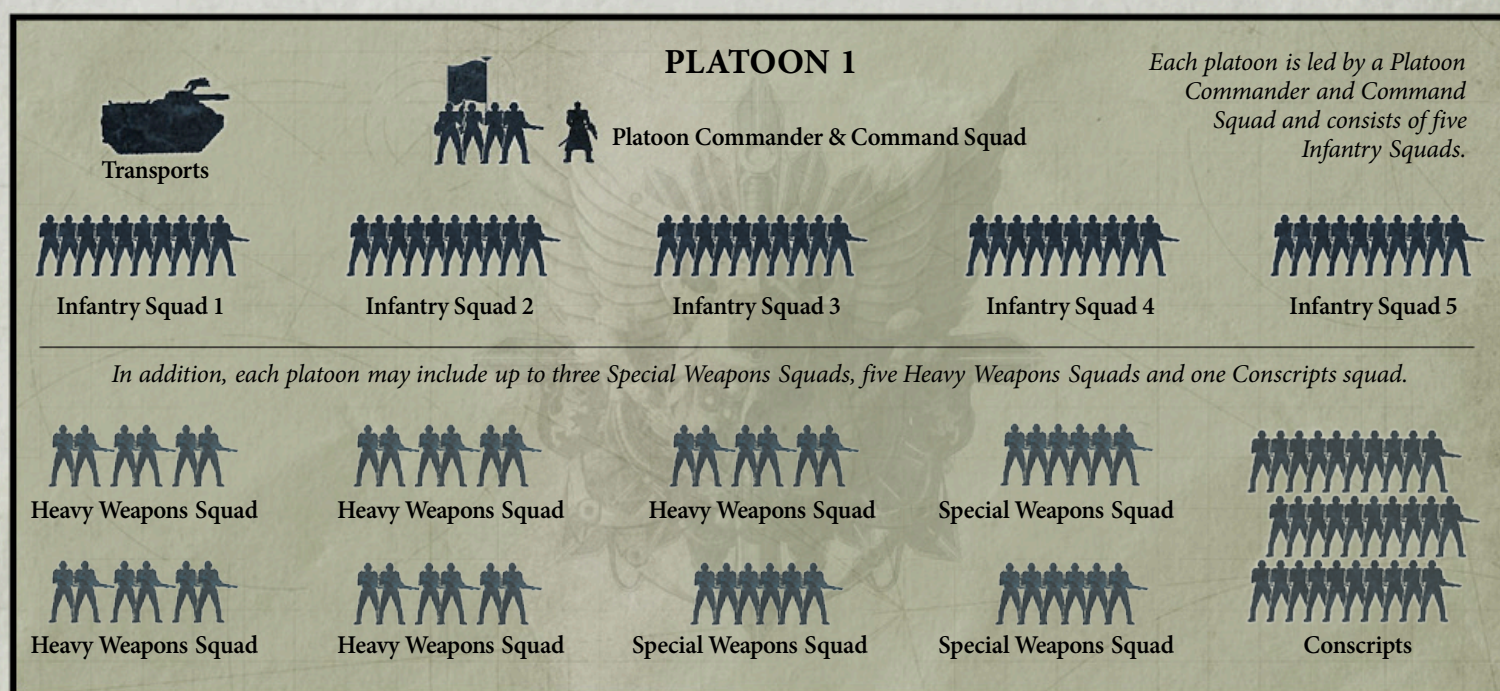 PLATOON 1
Each platoon is led by a Platoon
Commander and Command
Squad and consists of five
Infantry Squads.
Transports
Platoon Commander & Command Squad
Infantry Squad 1
Infantry Squad 2
Infantry Squad 3
Infantry Squad 4
Infantry Squad 5
In addition, each platoon may include up to three Special Weapons Squads, five Heavy Weapons Squads and one Conscripts squad.
Heavy Weapons Squad
Heavy Weapons Squad
Heavy Weapons Squad
Special Weapons Squad
Heavy Weapons Squad
Heavy Weapons Squad
Special Weapons Squad
Special Weapons Squad
Conscripts